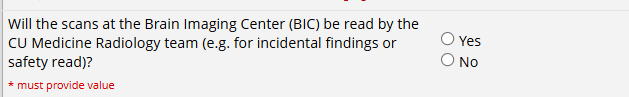 Will the scans at the Brain Imaging Center (BIC) be read by the
CU Medicine Radiology team (e.g. for incidental findings or
safety read)?
Yes
No
* must provide value